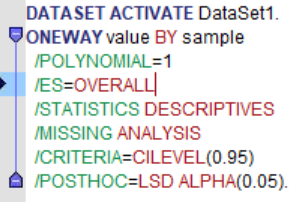 DATASET ACTIVATE DataSet1.
ONEWAY value BY sample
/POLYNOMIAL=1
/ES=OVERALL
/STATISTICS DESCRIPTIVES
/MISSING ANALYSIS
/CRITERIA=CILEVEL(0.95)
/POSTHOC=LSD ALPHA(0.05).